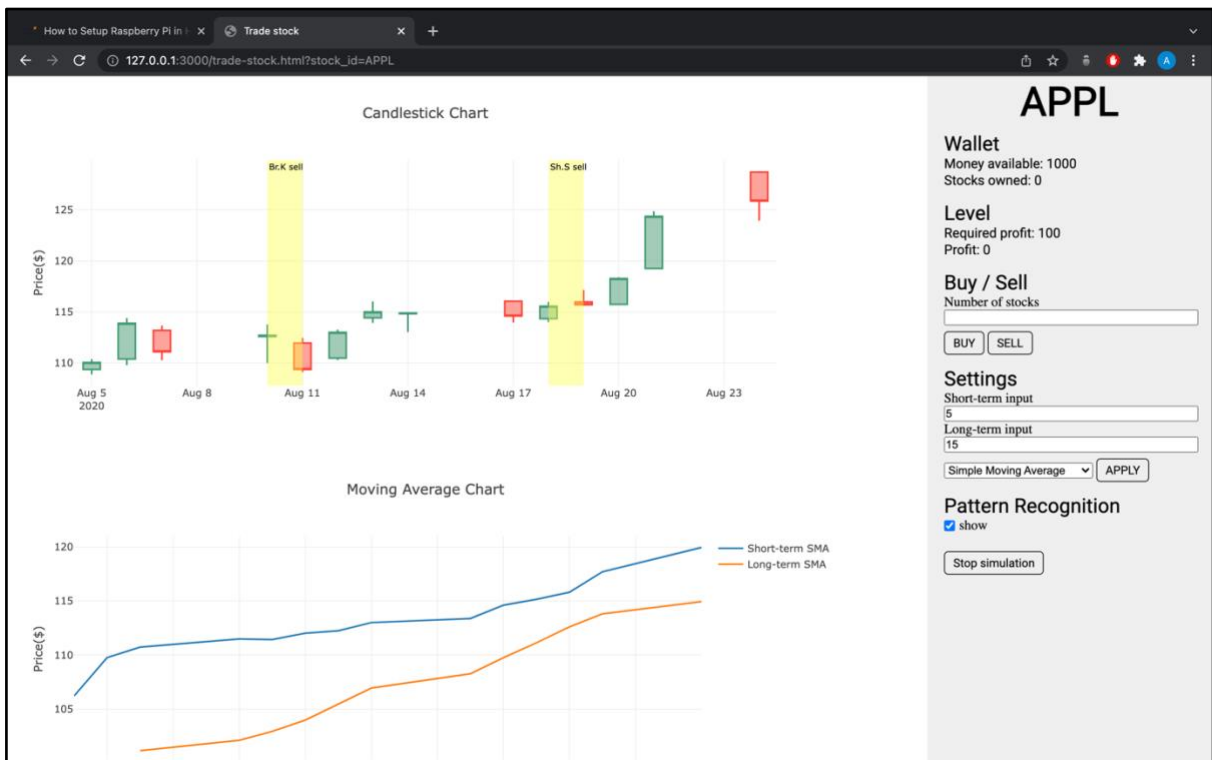 How to Setup Raspberry Pi in
Trade stock
127.0.0.1:3000/trade-stock.html?stock_id=APPL
A
Candlestick Chart
Br.K sell
Sh.S sell
125
120
115
110
Price($)
Aug 5
2020
Aug 8
Aug 11
Aug 14
Aug 17
Aug 20
Aug 23
Moving Average Chart
120
115
110
105
Price($)
Short-term SMA
Long-term SMA
APPL
Wallet
Money available: 1000
Stocks owned: 0
Level
Required profit: 100
Profit: 0
Buy / Sell
Number of stocks
BUY
SELL
Settings
Short-term input
5
Long-term input
15
Simple Moving Average
APPLY
Pattern Recognition
show
Stop simulation